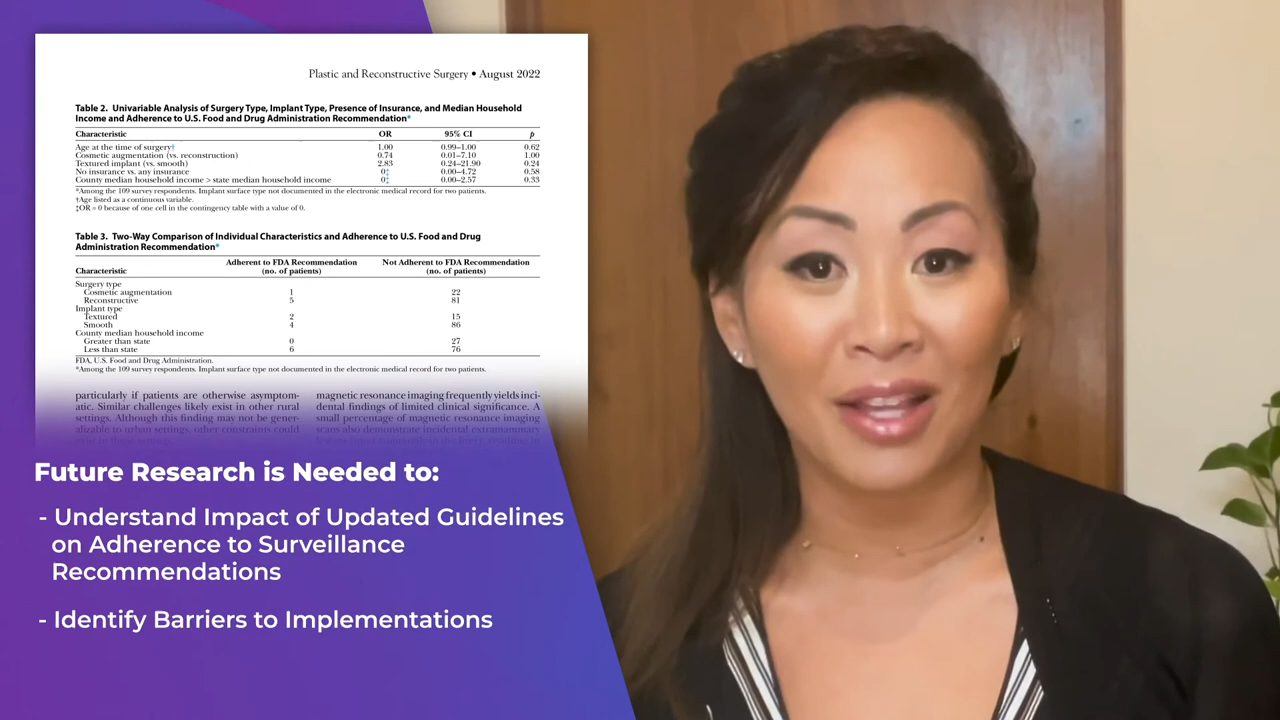 Plastic and Reconstructive Surgery • August 2022
Table 2. Univariable Analysis of Surgery Type, Implant Type, Presence of Insurance, and Median Household
Income and Adherence to U.S. Food and Drug Administration Recommendation*
Characteristic OR 95% CI p
Age at the time of surgery† 1.00 0.99–1.00 0.62
Cosmetic augmentation (vs. reconstruction) 0.74 0.01–7.10 1.00
Textured implant (vs. smooth) 2.83 0.24–21.90 0.24
No insurance vs. any insurance 0‡ 0.00–4.72 0.58
County median household income > state median household income 0‡ 0.00–2.57 0.33
*Among the 109 survey respondents. Implant surface type not documented in the electronic medical record for two patients.
†Age listed as a continuous variable.
‡OR = 0 because of one cell in the contingency table with a value of 0.
Table 3. Two-Way Comparison of Individual Characteristics and Adherence to U.S. Food and Drug
Administration Recommendation*
Adherent to FDA Recommendation Not Adherent to FDA Recommendation
Characteristic (no. of patients) (no. of patients)
Surgery type
Cosmetic augmentation 1 22
Reconstructive 5 81
Implant type
Textured 2 15
Smooth 4 86
County median household income
Greater than state 0 27
Less than state 6 76
FDA, U.S. Food and Drug Administration.
*Among the 109 survey respondents. Implant surface type not documented in the electronic medical record for two patients.
particularly if patients are otherwise asymptom-
atic. Similar challenges likely exist in other rural
settings. Although this finding may not be gener-
alizable to urban settings, other constraints could
magnetic resonance imaging frequently yields inci-
dental findings of limited clinical significance. A
small percentage of magnetic resonance imaging
scans also demonstrate incidental extramammary
Future Research is Needed to:
- Understand Impact of Updated Guidelines
on Adherence to Surveillance
Recommendations
- Identify Barriers to Implementations